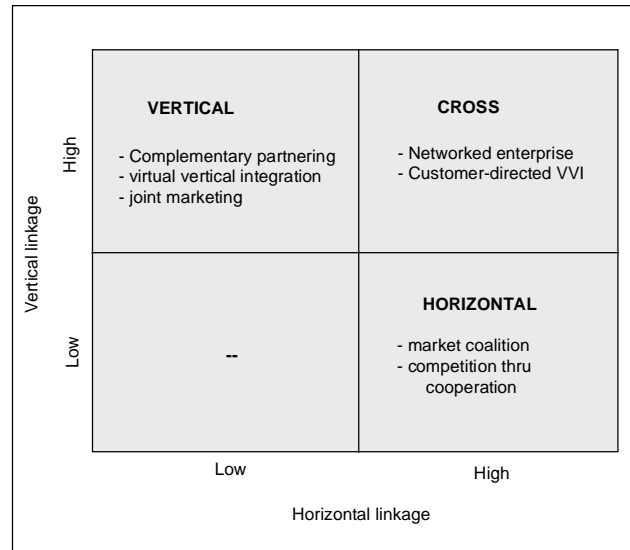 VERTICAL
- Complementary partnering
- virtual vertical integration
- joint marketing
CROSS
- Networked enterprise
- Customer-directed VVI
High
Vertical linkage
Low
--
HORIZONTAL
- market coalition
- competition thru
cooperation
Low
High
Horizontal linkage